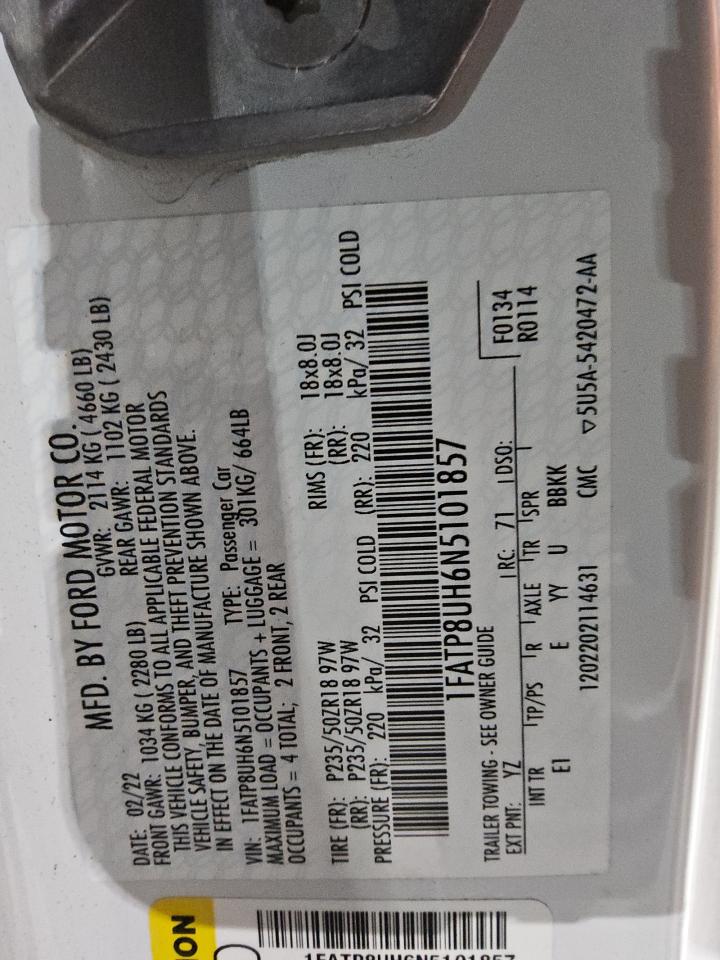 MFD. BY FORD MOTOR CO.
DATE: 02/22 GVWR: 2114 KG ( 4660 LB)
FRONT GAWR: 1034 KG ( 2280 LB) REAR GAWR: 1102 KG ( 2430 LB)
THIS VEHICLE CONFORMS TO ALL APPLICABLE FEDERAL MOTOR
VEHICLE SAFETY, BUMPER, AND THEFT PREVENTION STANDARDS
IN EFFECT ON THE DATE OF MANUFACTURE SHOWN ABOVE.
VIN: 1FATP8UH6N5101857 TYPE: Passenger Car
MAXIMUM LOAD = OCCUPANTS + LUGGAGE = 301KG/ 664LB
OCCUPANTS = 4 TOTAL; 2 FRONT, 2 REAR
TIRE (FR): P235/50ZR18 97W RIMS (FR): 18x8.0J
(RR): P235/50ZR18 97W (RR): 18x8.0J
PRESSURE (FR): 220 kPa/ 32 PSI COLD (RR): 220 kPa/ 32 PSI COLD
1FATP8UH6N5101857
TRAILER TOWING - SEE OWNER GUIDE F0134
EXT PNT: YZ RC: 71 DSO: R0114
INT TR TP/PS R AXLE TR SPR
EI E YY U BBKK
1202202114631 CMC ▽5U5A-5420472-AA
ION
1FATP8UH6N5101857